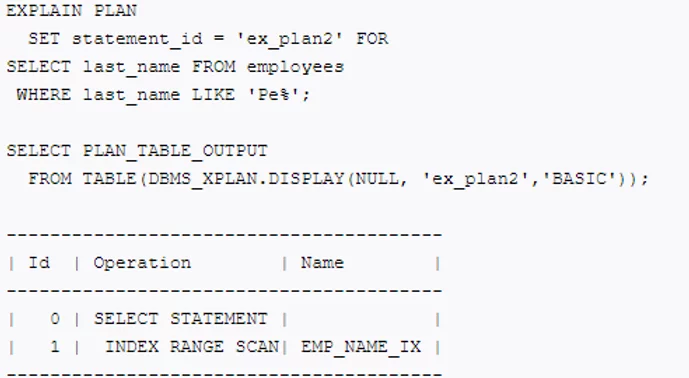 EXPLAIN PLAN
  SET statement_id = 'ex_plan2' FOR
SELECT last_name FROM employees
 WHERE last_name LIKE 'Pe%';

SELECT PLAN_TABLE_OUTPUT
  FROM TABLE(DBMS_XPLAN.DISPLAY(NULL, 'ex_plan2','BASIC'));

----------------------------------------
| Id  | Operation        | Name        |
----------------------------------------
|   0 | SELECT STATEMENT |             |
|   1 |  INDEX RANGE SCAN| EMP_NAME_IX |
----------------------------------------